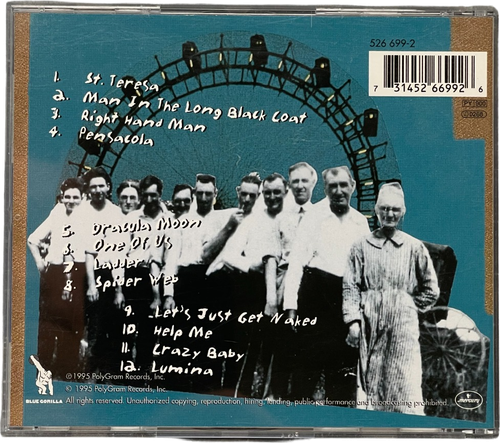 526 699-2
7 31452 66992 6
1. St. Teresa
2. Man In The Long Black Coat
3. Right Hand Man
4. Pensacola
5. Dracula Moon
6. One Of Us
7. Ladder
8. Spider Web
9. Let's Just Get Naked
10. Help Me
11. Crazy Baby
12. Lumina
℗ 1995 PolyGram Records, Inc.
© 1995 PolyGram Records, Inc.
BLUE GORILLA
All rights reserved. Unauthorized copying, reproduction, hiring, lending, public performance and broadcasting prohibited.
mercury